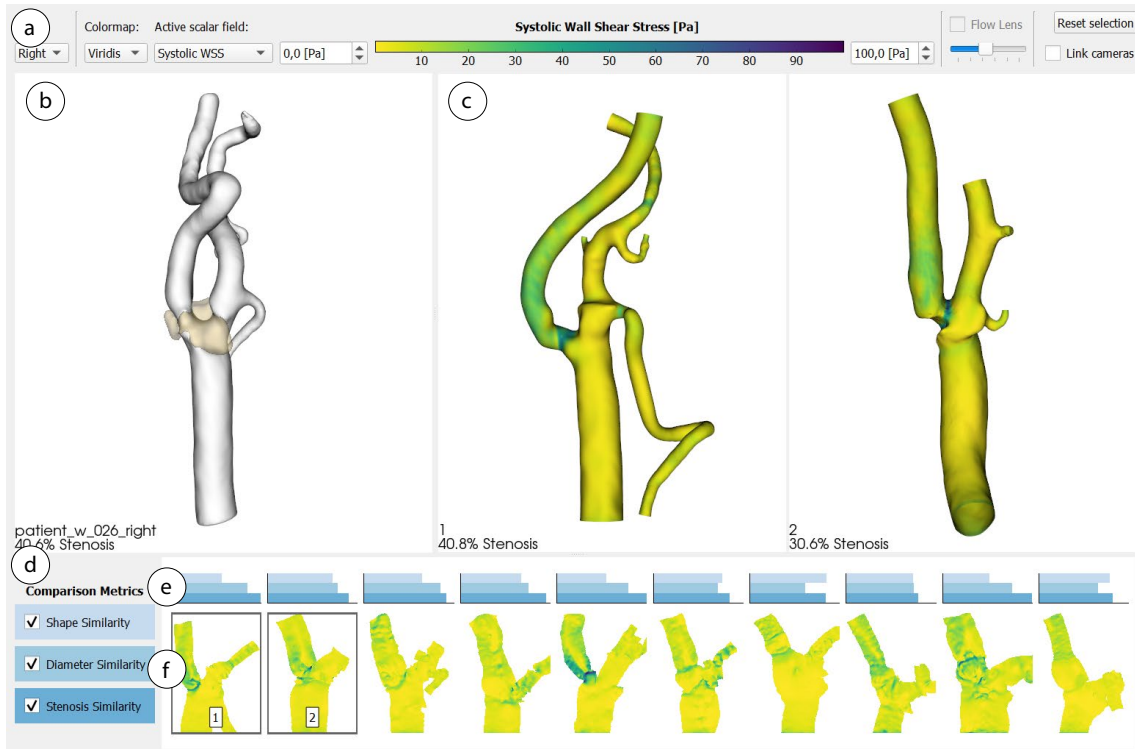 a
Colormap: Active scalar field: Systolic Wall Shear Stress [Pa] Flow Lens Reset selection
Right Viridis Systolic WSS 0,0 [Pa] 100,0 [Pa] Link cameras
10 20 30 40 50 60 70 80 90
b c
patient_w_026_right 1 2
40.6% Stenosis 40.8% Stenosis 30.6% Stenosis
d
Comparison Metrics e
Shape Similarity
Diameter Similarity f
Stenosis Similarity
1 2